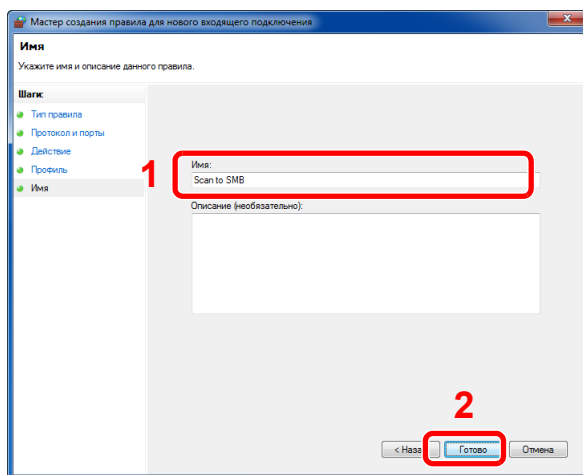 Мастер создания правила для нового входящего подключения
Имя
Укажите имя и описание данного правила.
Шаги:
Тип правила
Протокол и порты
Действие
Профиль
Имя
1
Имя:
Scan to SMB
Описание (необязательно):
2
< Наза
Готово
Отмена